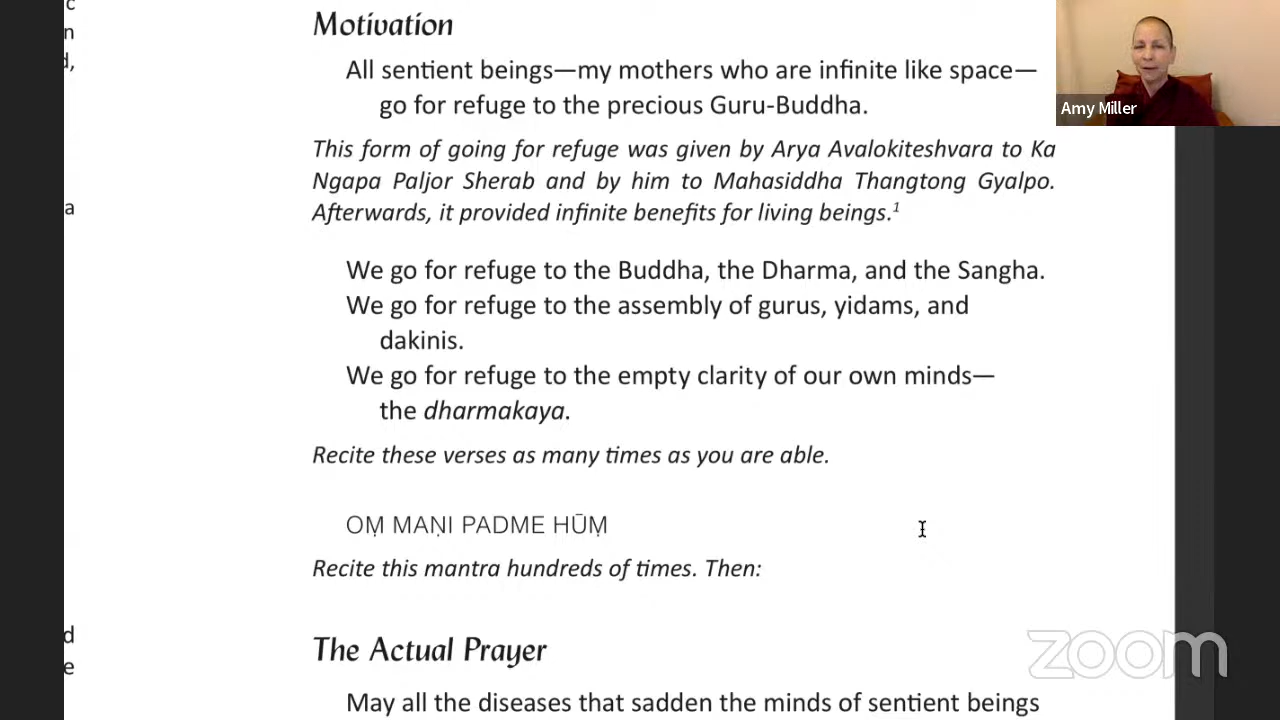 c
n
d,
a
d
e
Motivation
All sentient beings—my mothers who are infinite like space—
go for refuge to the precious Guru-Buddha.
This form of going for refuge was given by Arya Avalokiteshvara to Ka
Ngapa Paljor Sherab and by him to Mahasiddha Thangtong Gyalpo.
Afterwards, it provided infinite benefits for living beings.¹
We go for refuge to the Buddha, the Dharma, and the Sangha.
We go for refuge to the assembly of gurus, yidams, and
dakinis.
We go for refuge to the empty clarity of our own minds—
the dharmakaya.
Recite these verses as many times as you are able.
OṂ MAṆI PADME HŪṂ
Recite this mantra hundreds of times. Then:
The Actual Prayer
May all the diseases that sadden the minds of sentient beings
Amy Miller
zoom